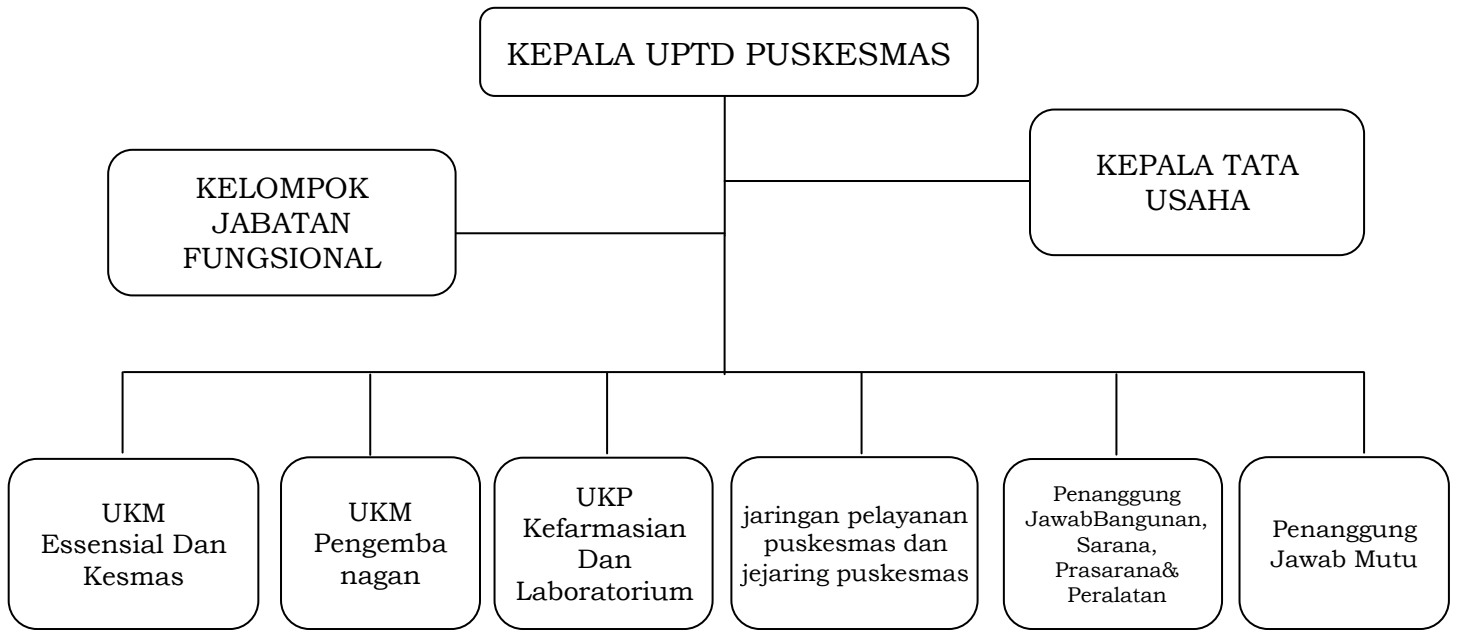 KEPALA UPTD PUSKESMAS
KELOMPOK
JABATAN
FUNGSIONAL
KEPALA TATA
USAHA
UKM
Essensial Dan
Kesmas
UKM
Pengemba
nagan
UKP
Kefarmasian
Dan
Laboratorium
jaringan pelayanan
puskesmas dan
jejaring puskesmas
Penanggung
JawabBangunan,
Sarana,
Prasarana&
Peralatan
Penanggung
Jawab Mutu